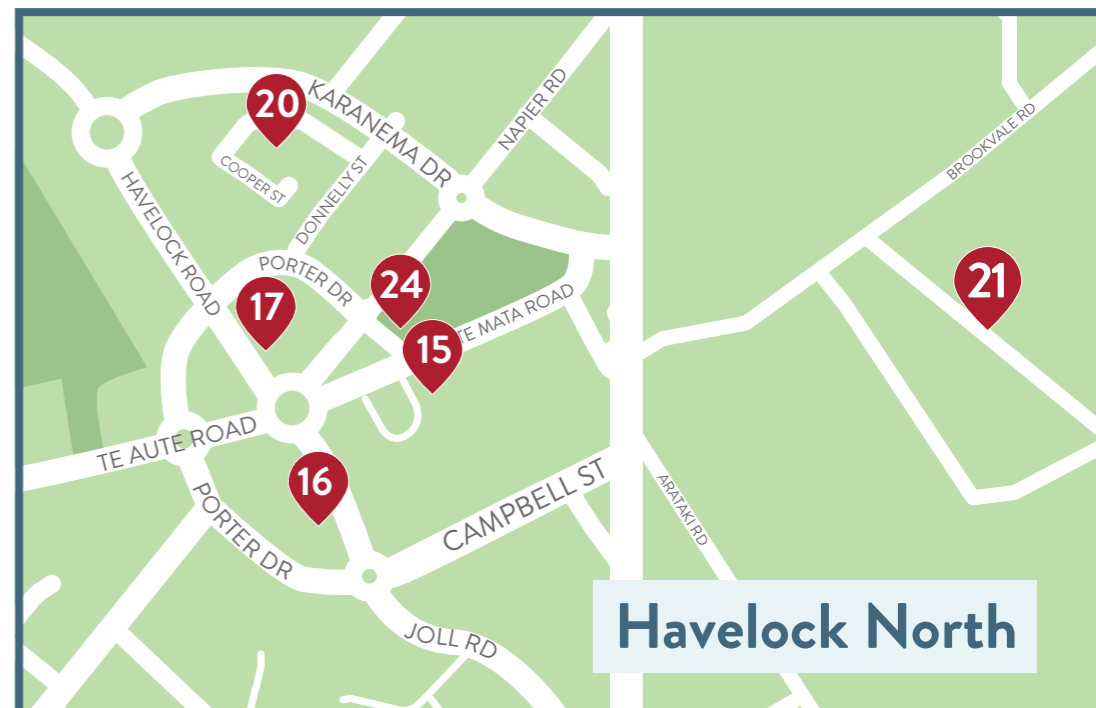 20
KARANEMA DR
NAPIER RD
BROOKVALE RD
COOPER ST
DONNELLY ST
HAVELOCK ROAD
PORTER DR
17
24
21
15
TE MATA ROAD
TE AUTE ROAD
16
CAMPBELL ST
PORTER DR
ARATAKI RD
JOLL RD
Havelock North